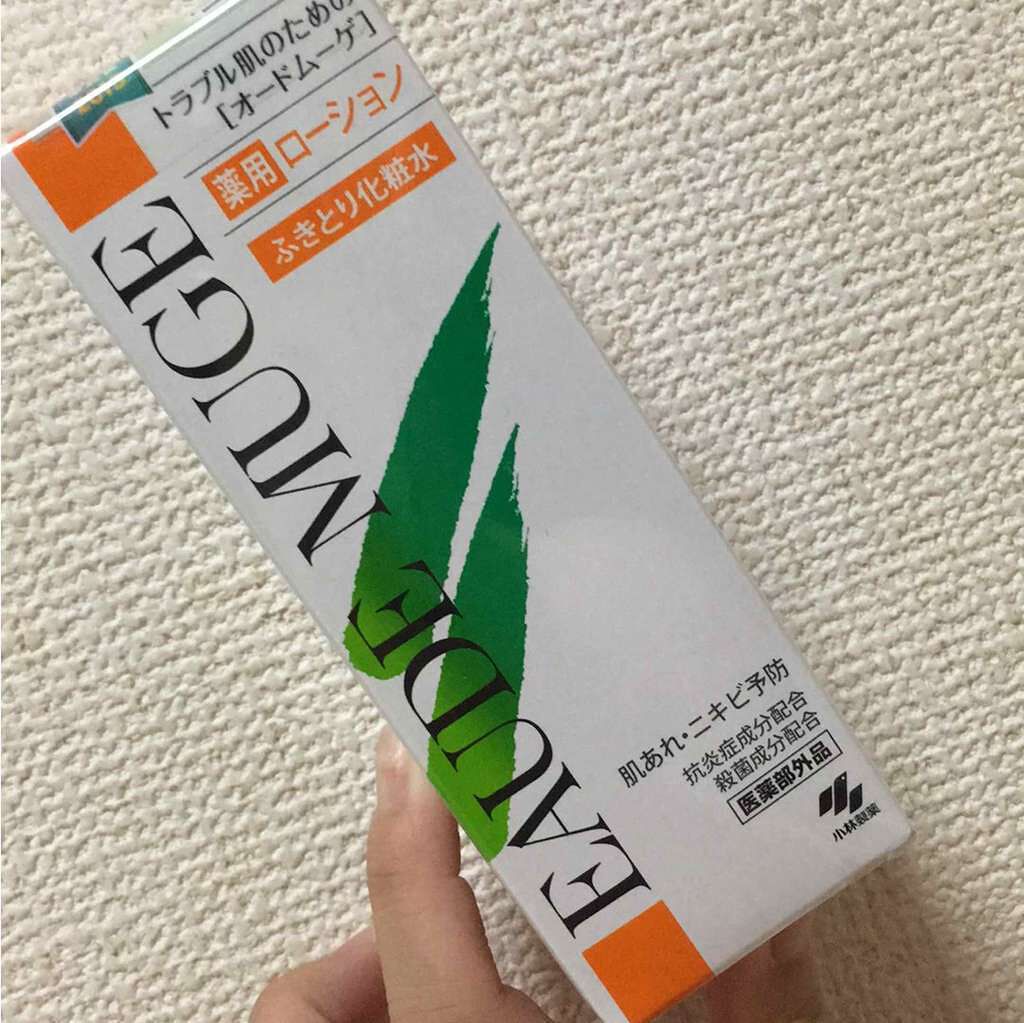 トラブル肌のための
[オードムーゲ]
薬用ローション
ふきとり化粧水
EAUDE MUGE
肌あれ・ニキビ予防
抗炎症成分配合
殺菌成分配合
医薬部外品
小林製薬